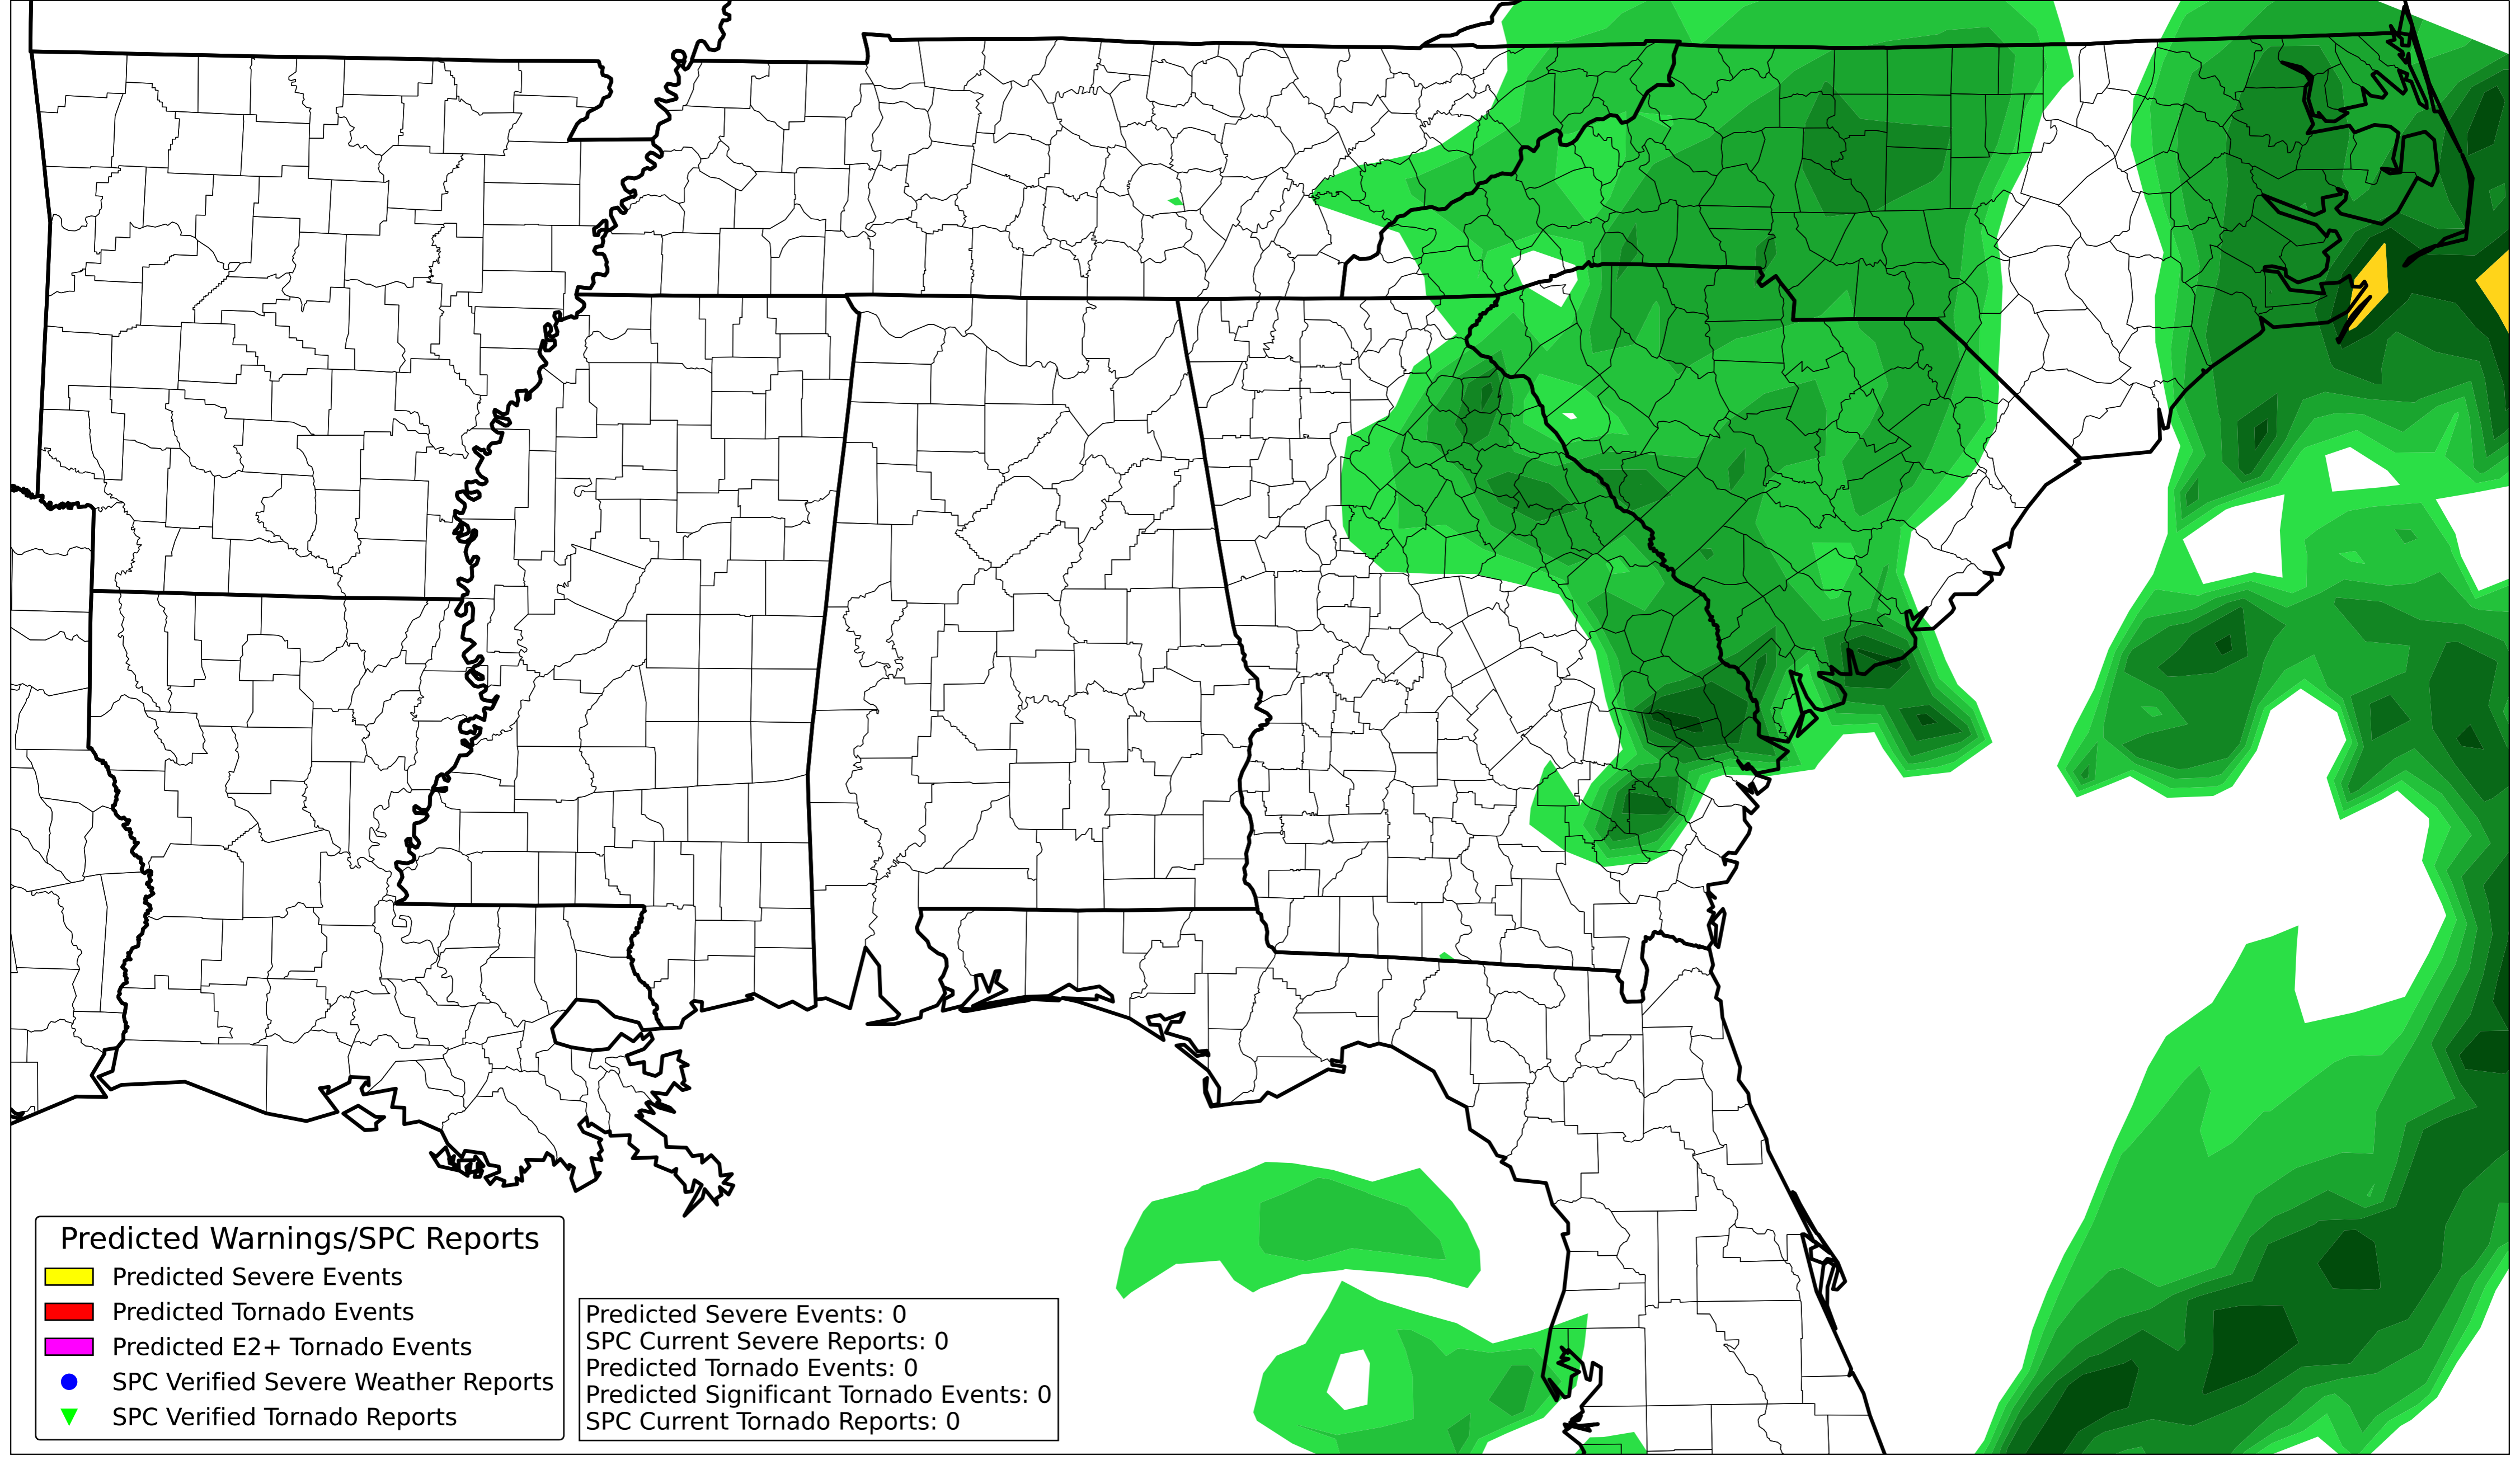 Predicted Warnings/SPC Reports
Predicted Severe Events
Predicted Tornado Events
Predicted E2+ Tornado Events
SPC Verified Severe Weather Reports
SPC Verified Tornado Reports
Predicted Severe Events: 0
SPC Current Severe Reports: 0
Predicted Tornado Events: 0
Predicted Significant Tornado Events: 0
SPC Current Tornado Reports: 0